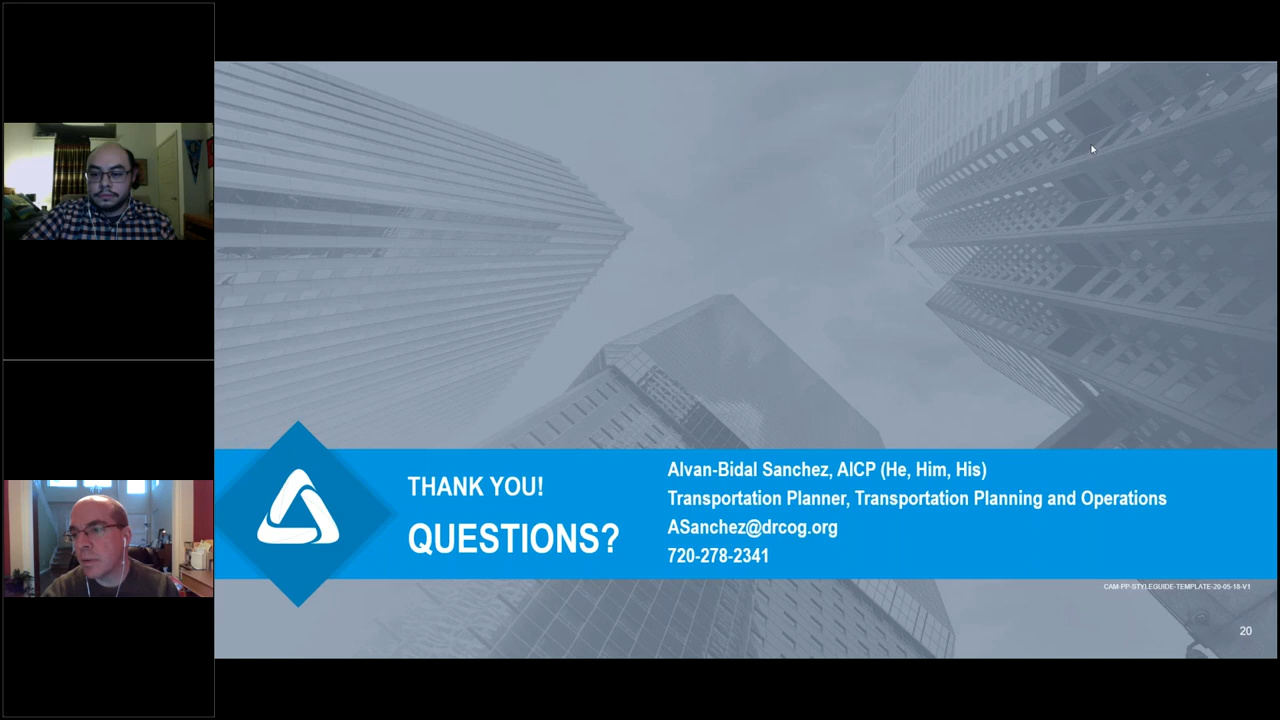 THANK YOU!
QUESTIONS?
Alvan-Bidal Sanchez, AICP (He, Him, His)
Transportation Planner, Transportation Planning and Operations
ASanchez@drcog.org
720-278-2341
CAM-PP-STYLEGUIDE-TEMPLATE-20-05-18-V1
20